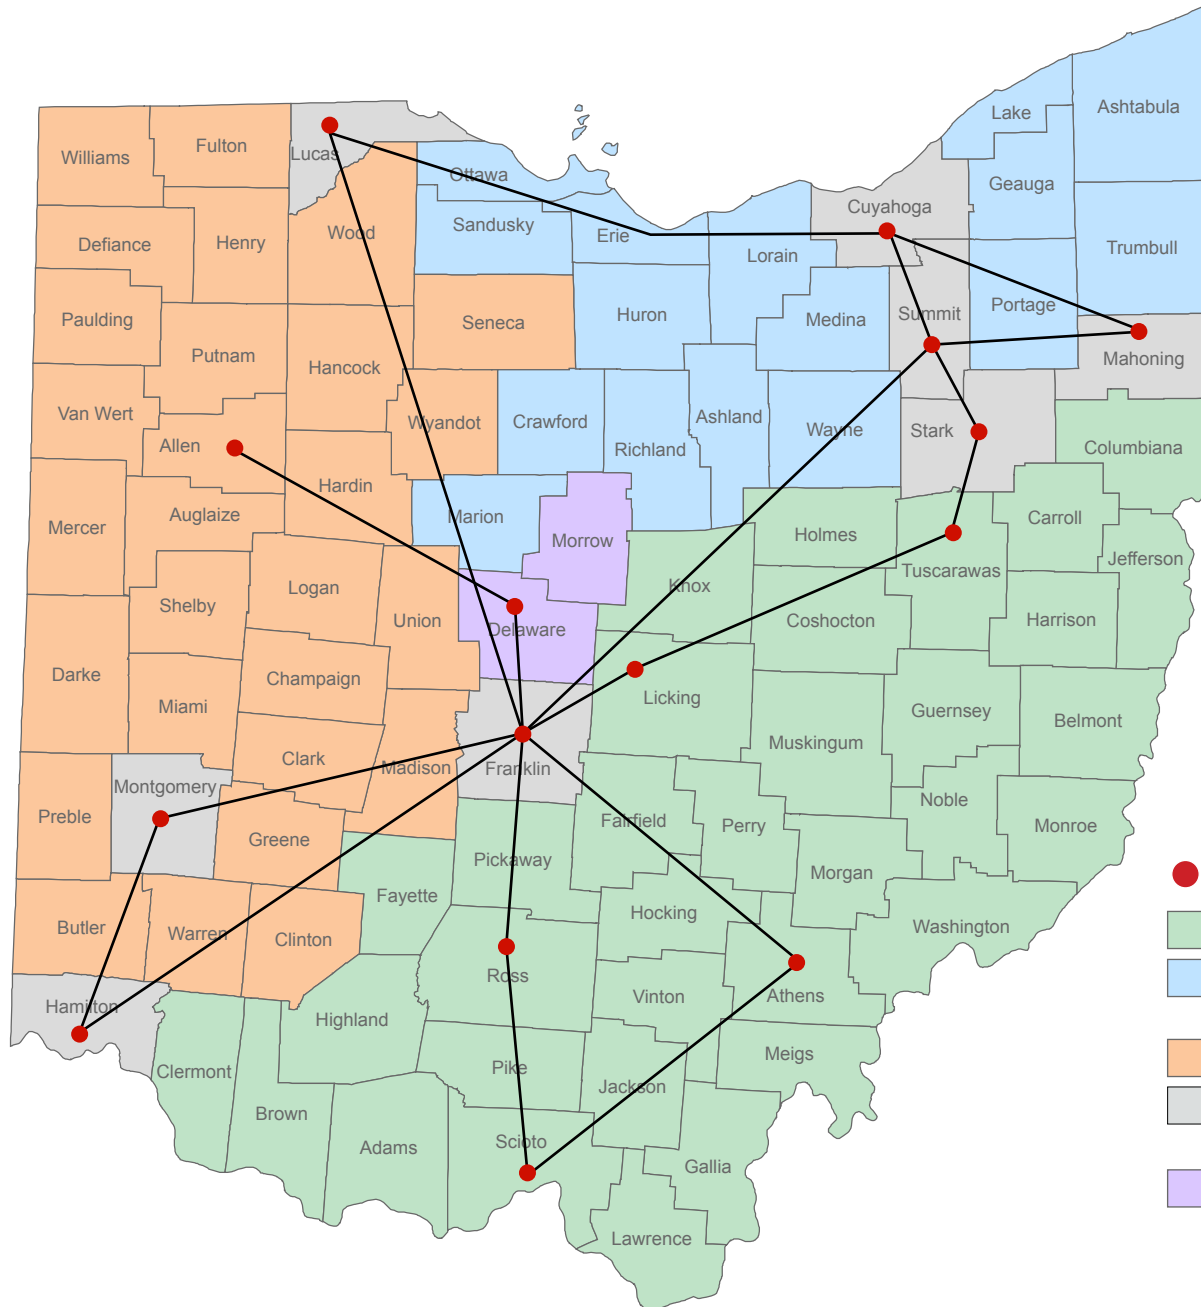 Ashtabula
Lake
Fulton
Lucas
Williams
Ottawa
Geauga
Cuyahoga
Sandusky
Wood
Erie
Henry
Defiance
Lorain
Trumbull
Portage
Summit
Huron
Medina
Paulding
Seneca
Putnam
Mahoning
Hancock
Van Wert
Wyandot
Crawford
Ashland
Wayne
Stark
Allen
Richland
Columbiana
Hardin
Auglaize
Marion
Carroll
Mercer
Holmes
Morrow
Jefferson
Tuscarawas
Logan
Knox
Shelby
Union
Coshocton
Harrison
Delaware
Darke
Champaign
Licking
Miami
Guernsey
Belmont
Muskingum
Clark
Madison
Franklin
Montgomery
Noble
Preble
Fairfield
Perry
Monroe
Greene
Pickaway
Morgan
Fayette
Hocking
Butler
Warren
Clinton
Washington
Ross
Vinton
Athens
Hamilton
Highland
Meigs
Clermont
Pike
Jackson
Brown
Scioto
Adams
Gallia
Lawrence